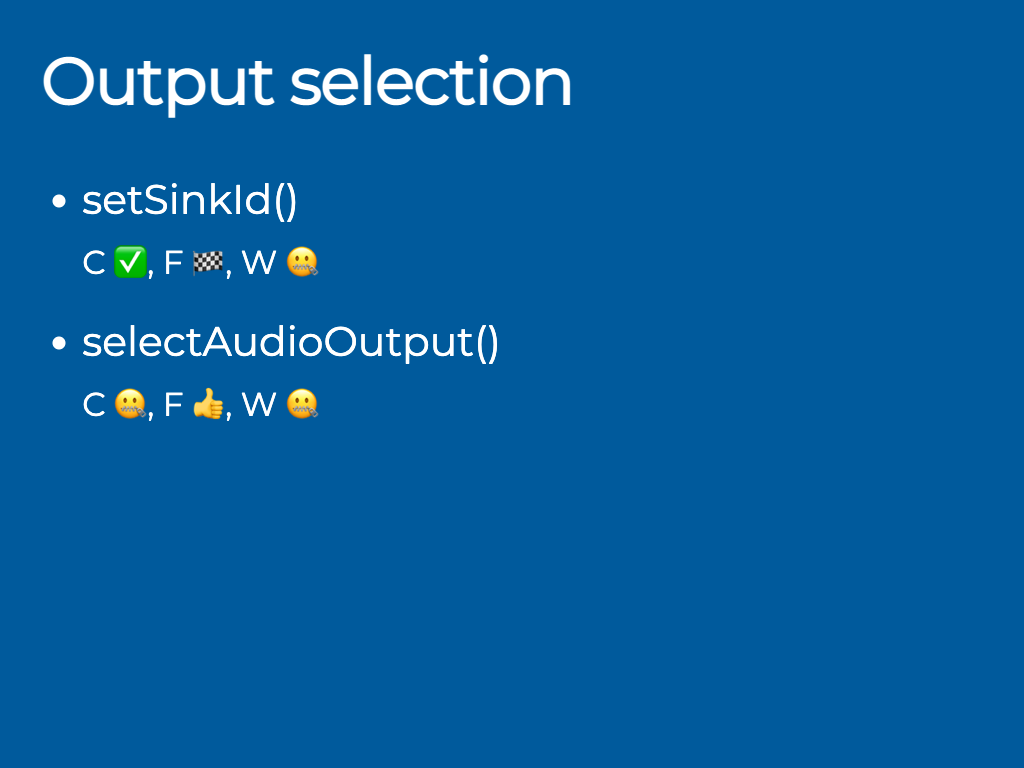 Output selection
• setSinkId()
C ✅, F 🏁, W 🤐
• selectAudioOutput()
C 🤐, F 👍, W 🤐